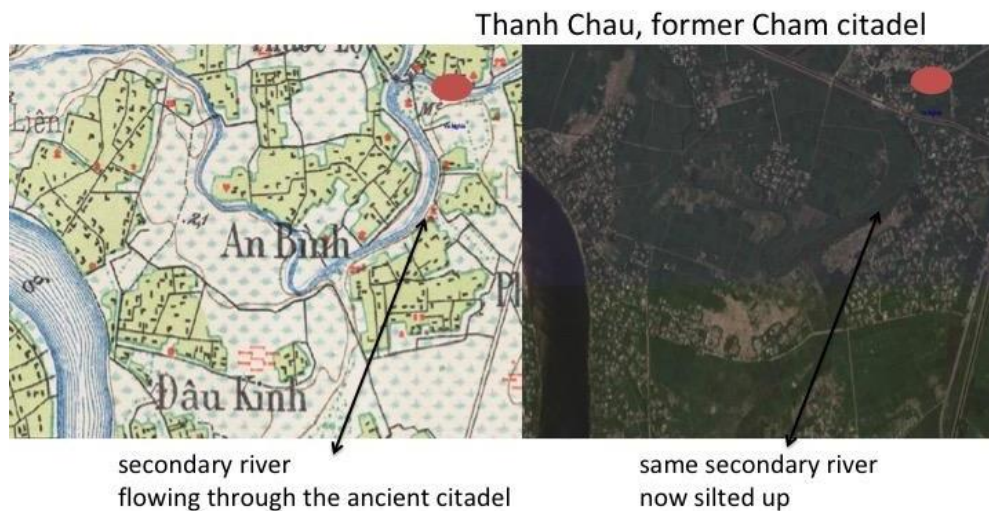 Thanh Chau, former Cham citadel
Liên
An Bình
Đâu Kinh
secondary river
flowing through the ancient citadel
same secondary river
now silted up